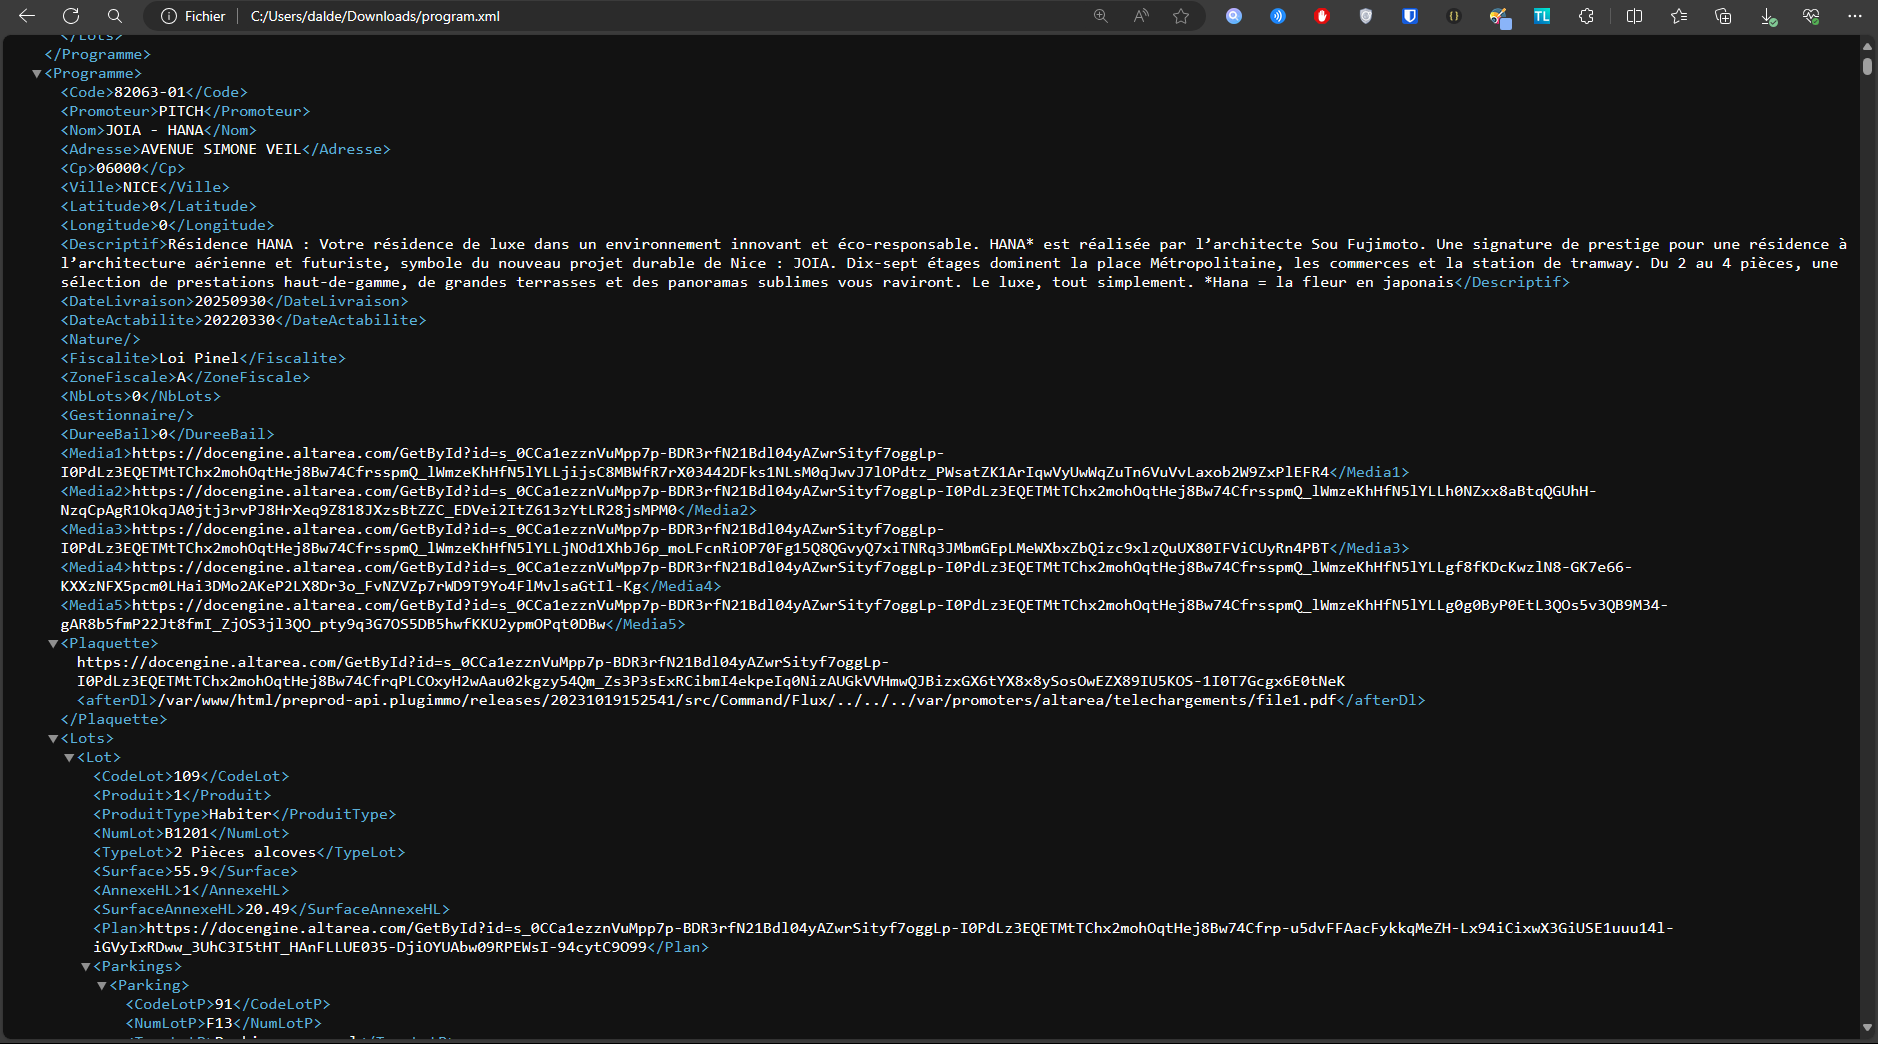 Fichier C:/Users/dalde/Downloads/program.xml
</Lots>
</Programme>
▼<Programme>
<Code>82063-01</Code>
<Promoteur>PITCH</Promoteur>
<Nom>JOIA - HANA</Nom>
<Adresse>AVENUE SIMONE VEIL</Adresse>
<Cp>06000</Cp>
<Ville>NICE</Ville>
<Latitude>0</Latitude>
<Longitude>0</Longitude>
<Descriptif>Résidence HANA : Votre résidence de luxe dans un environnement innovant et éco-responsable. HANA* est réalisée par l’architecte Sou Fujimoto. Une signature de prestige pour une résidence à
l’architecture aérienne et futuriste, symbole du nouveau projet durable de Nice : JOIA. Dix-sept étages dominent la place Métropolitaine, les commerces et la station de tramway. Du 2 au 4 pièces, une
sélection de prestations haut-de-gamme, de grandes terrasses et des panoramas sublimes vous raviront. Le luxe, tout simplement. *Hana = la fleur en japonais</Descriptif>
<DateLivraison>20250930</DateLivraison>
<DateActabilite>20220330</DateActabilite>
<Nature/>
<Fiscalite>Loi Pinel</Fiscalite>
<ZoneFiscale>A</ZoneFiscale>
<NbLots>0</NbLots>
<Gestionnaire/>
<DureeBail>0</DureeBail>
<Media1>https://docengine.altarea.com/GetById?id=s_0CCa1ezznVuMpp7p-BDR3rfN21Bdl04yAZwrSityf7oggLp-
I0PdLz3EQETMtTChx2mohOqtHej8Bw74CfrsspmQ_lWmzeKhHfN5lYLLjijsC8MBWfR7rX03442DFks1NLsM0qJwvJ7lOPdtz_PWsatZK1ArIqwVyUwWqZuTn6VuVvLaxob2W9ZxPlEFR4</Media1>
<Media2>https://docengine.altarea.com/GetById?id=s_0CCa1ezznVuMpp7p-BDR3rfN21Bdl04yAZwrSityf7oggLp-I0PdLz3EQETMtTChx2mohOqtHej8Bw74CfrsspmQ_lWmzeKhHfN5lYLLh0NZxx8aBtqQGUhH-
NzqCpAgR1OkqJA0jtj3rvPJ8HrXeq9Z818JXzsBtZZC_EDVei2ItZ613zYtLR28jsMPM0</Media2>
<Media3>https://docengine.altarea.com/GetById?id=s_0CCa1ezznVuMpp7p-BDR3rfN21Bdl04yAZwrSityf7oggLp-
I0PdLz3EQETMtTChx2mohOqtHej8Bw74CfrsspmQ_lWmzeKhHfN5lYLLjNOd1XhbJ6p_moLFcnRiOP70Fg15Q8QGvyQ7xiTNRq3JMbmGEpLMeWXbxZbQizc9xlzQuUX80IFViCUyRn4PBT</Media3>
<Media4>https://docengine.altarea.com/GetById?id=s_0CCa1ezznVuMpp7p-BDR3rfN21Bdl04yAZwrSityf7oggLp-I0PdLz3EQETMtTChx2mohOqtHej8Bw74CfrsspmQ_lWmzeKhHfN5lYLLgf8fKDcKwzlN8-GK7e66-
KXXzNFX5pcm0LHai3DMo2AKeP2LX8Dr3o_FvNZVZp7rWD9T9Yo4FlMvlsaGtIl-Kg</Media4>
<Media5>https://docengine.altarea.com/GetById?id=s_0CCa1ezznVuMpp7p-BDR3rfN21Bdl04yAZwrSityf7oggLp-I0PdLz3EQETMtTChx2mohOqtHej8Bw74CfrsspmQ_lWmzeKhHfN5lYLLg0g0ByP0EtL3QOs5v3QB9M34-
gAR8b5fmP22Jt8fmI_ZjOS3jl3QO_pty9q3G7OS5DB5hwfKKU2ypmOPqt0DBw</Media5>
▼<Plaquette>
https://docengine.altarea.com/GetById?id=s_0CCa1ezznVuMpp7p-BDR3rfN21Bdl04yAZwrSityf7oggLp-
I0PdLz3EQETMtTChx2mohOqtHej8Bw74CfrqPLCOxyH2wAau02kgzy54Qm_Zs3P3sExRCibmI4ekpeIq0NizAUGkVVHmwQJBizxGX6tYX8x8ySosOwEZX89IU5KOS-1I0T7Gcgx6E0tNeK
<afterDl>/var/www/html/preprod-api.plugimmo/releases/20231019152541/src/Command/Flux/../../../var/promoters/altarea/telechargements/file1.pdf</afterDl>
</Plaquette>
▼<Lots>
▼<Lot>
<CodeLot>109</CodeLot>
<Produit>1</Produit>
<ProduitType>Habiter</ProduitType>
<NumLot>B1201</NumLot>
<TypeLot>2 Pièces alcoves</TypeLot>
<Surface>55.9</Surface>
<AnnexeHL>1</AnnexeHL>
<SurfaceAnnexeHL>20.49</SurfaceAnnexeHL>
<Plan>https://docengine.altarea.com/GetById?id=s_0CCa1ezznVuMpp7p-BDR3rfN21Bdl04yAZwrSityf7oggLp-I0PdLz3EQETMtTChx2mohOqtHej8Bw74Cfrp-u5dvFFAacFykkqMeZH-Lx94iCixwX3GiUSE1uuu14l-
iGVyIxRDww_3UhC3I5tHT_HAnFLLUE035-DjiOYUAbw09RPEWsI-94cytC9O99</Plan>
▼<Parkings>
▼<Parking>
<CodeLotP>91</CodeLotP>
<NumLotP>F13</NumLotP>